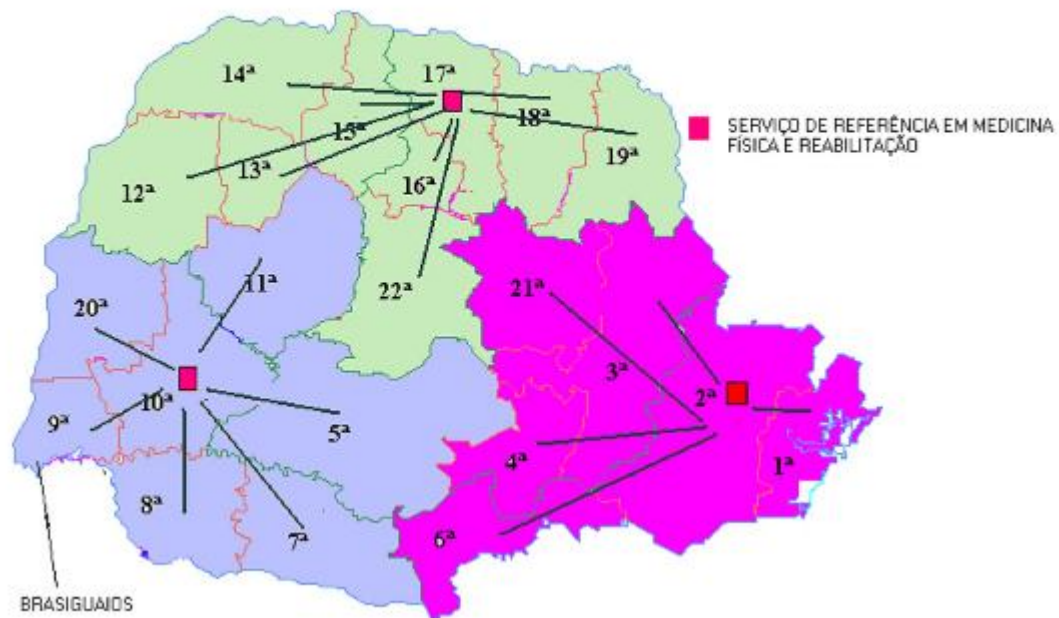 14ª
17ª
15ª
18ª
19ª
12ª
13ª
16ª
SERVIÇO DE REFERÊNCIA EM MEDICINA
FÍSICA E REABILITAÇÃO
11ª
22ª
21ª
20ª
3ª
2ª
9ª
10ª
5ª
4ª
1ª
8ª
7ª
6ª
BRASIGUAIOS